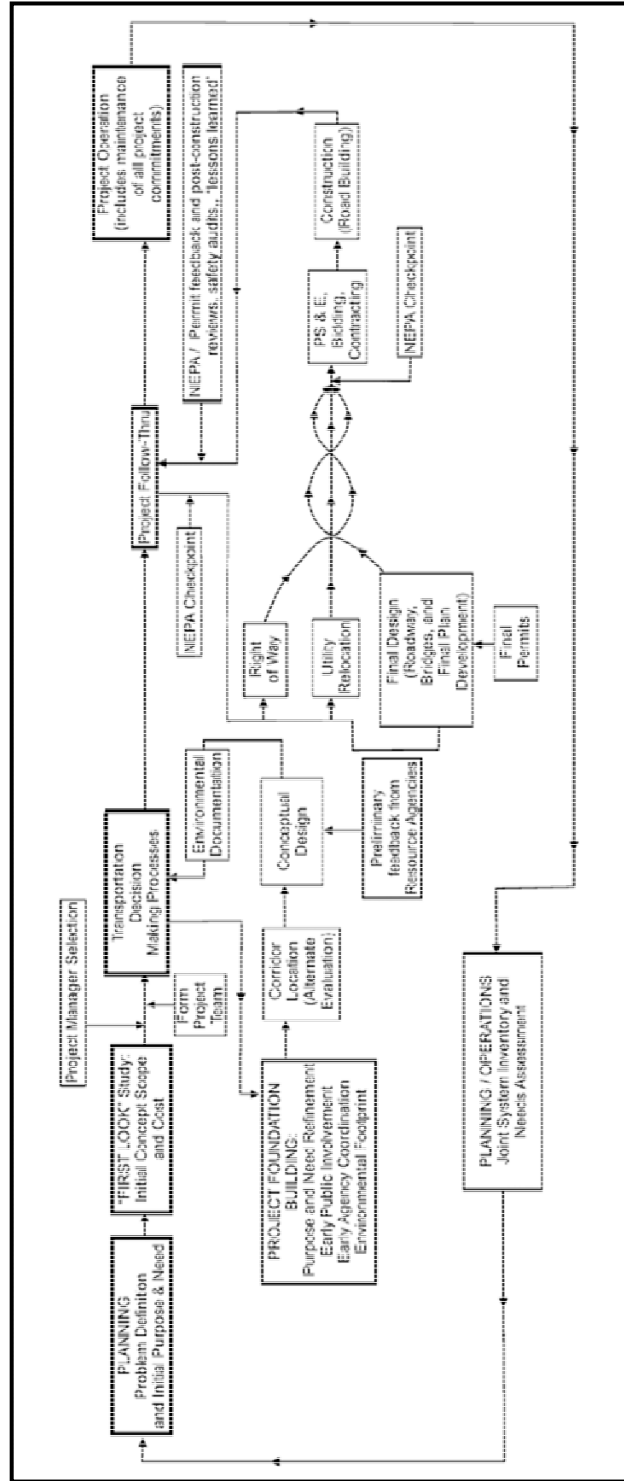 PLANNING
Problem Definition
and Initial Purpose & Need
"FIRST LOOK" Study:
Initial Concept Scope
and Cost
Project Manager Selection
Form
Project
Team
Transportation
Decision
Making Processes
Project Follow-Thru
Project Operation
(includes maintenance
of all project
commitments)
NEPA / Permit feedback and post-construction
reviews, safety audits, "lessons learned"
NEPA Checkpoint
Environmental
Documentation
PROJECT FOUNDATION
BUILDING:
Purpose and Need Refinement
Early Public Involvement
Early Agency Coordination
Environmental Footprint
Corridor
Location
(Alternate
Evaluation)
Conceptual
Design
Preliminary
feedback from
Resource Agencies
Right
of Way
Utility
Relocation
Final Design
(Roadway,
Bridges, and
Final Plan
Development)
Final
Permits
PS & E,
Bidding,
Contracting
NEPA Checkpoint
Construction
(Road Building)
PLANNING / OPERATIONS
Joint System Inventory and
Needs Assessment